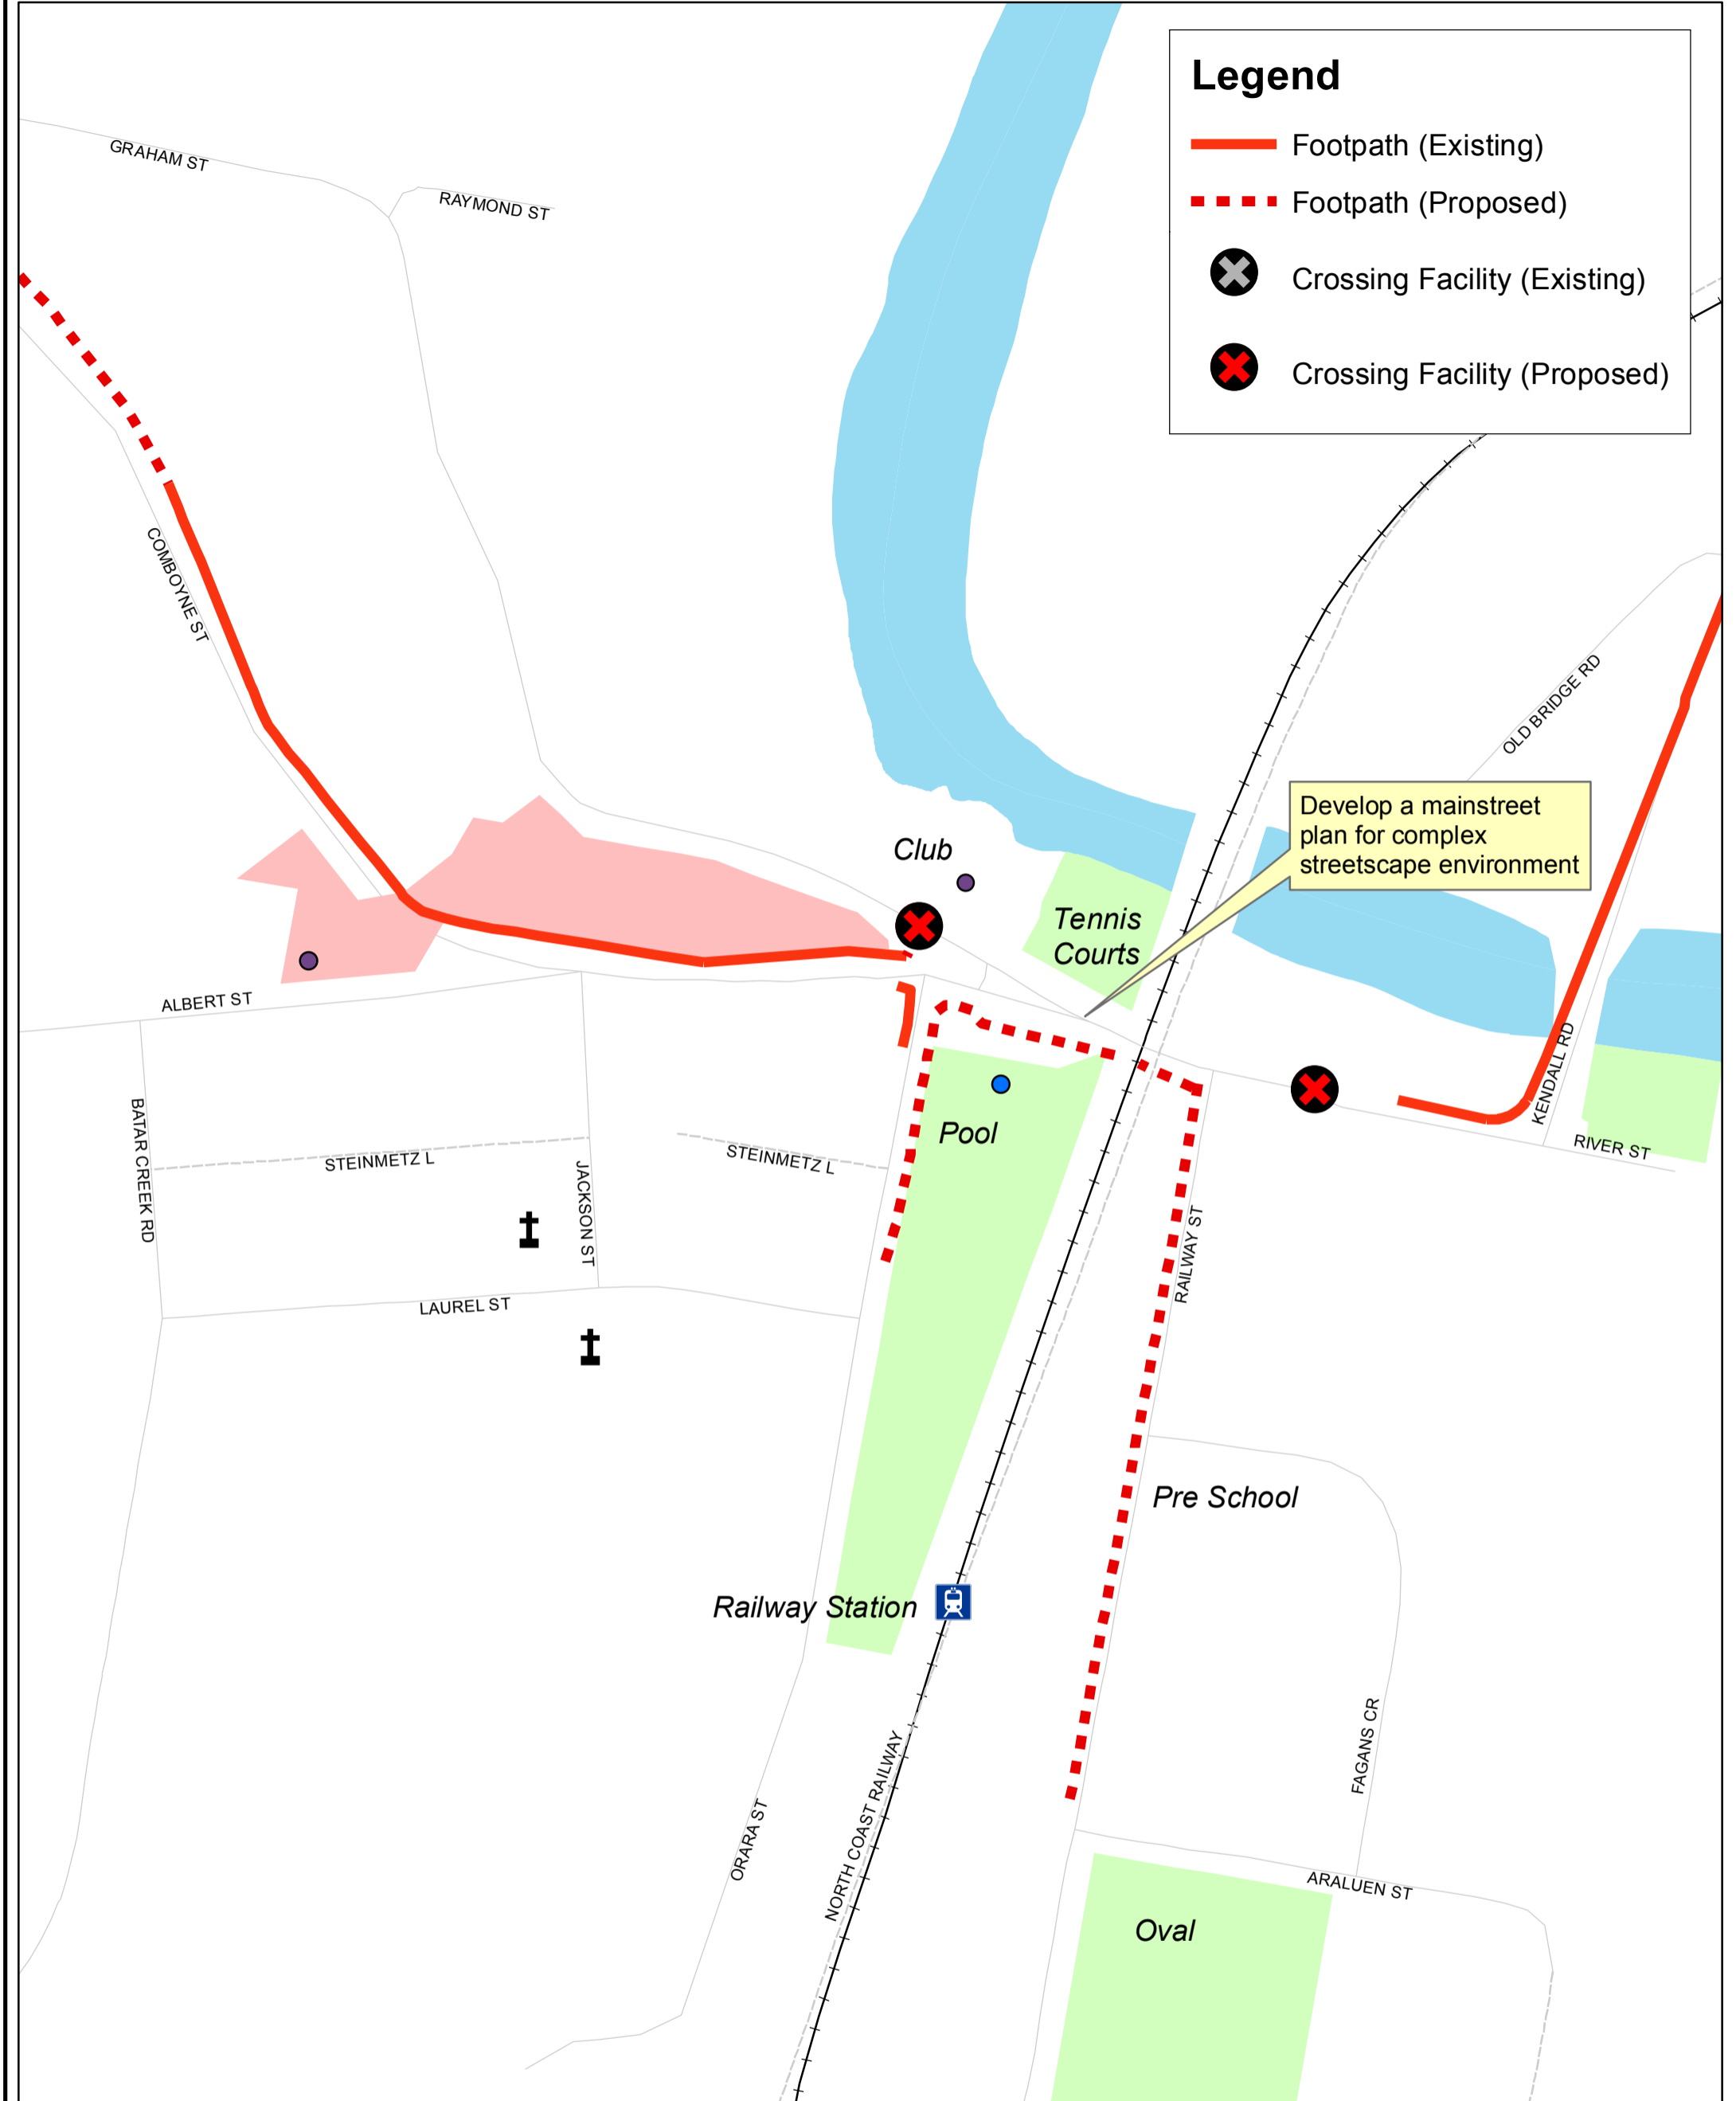 Legend
Footpath (Existing)
Footpath (Proposed)
Crossing Facility (Existing)
Crossing Facility (Proposed)
GRAHAM ST
RAYMOND ST
COMBOYNE ST
OLD BRIDGE RD
Develop a mainstreet
plan for complex
streetscape environment
Club
Tennis
Courts
ALBERT ST
KENDALL RD
Pool
RIVER ST
BATAR CREEK RD
STEINMETZ L
STEINMETZ L
JACKSON ST
RAILWAY ST
LAUREL ST
Pre School
Railway Station
FAGANS CR
NORTH COAST RAILWAY
ORARA ST
ARALUEN ST
Oval